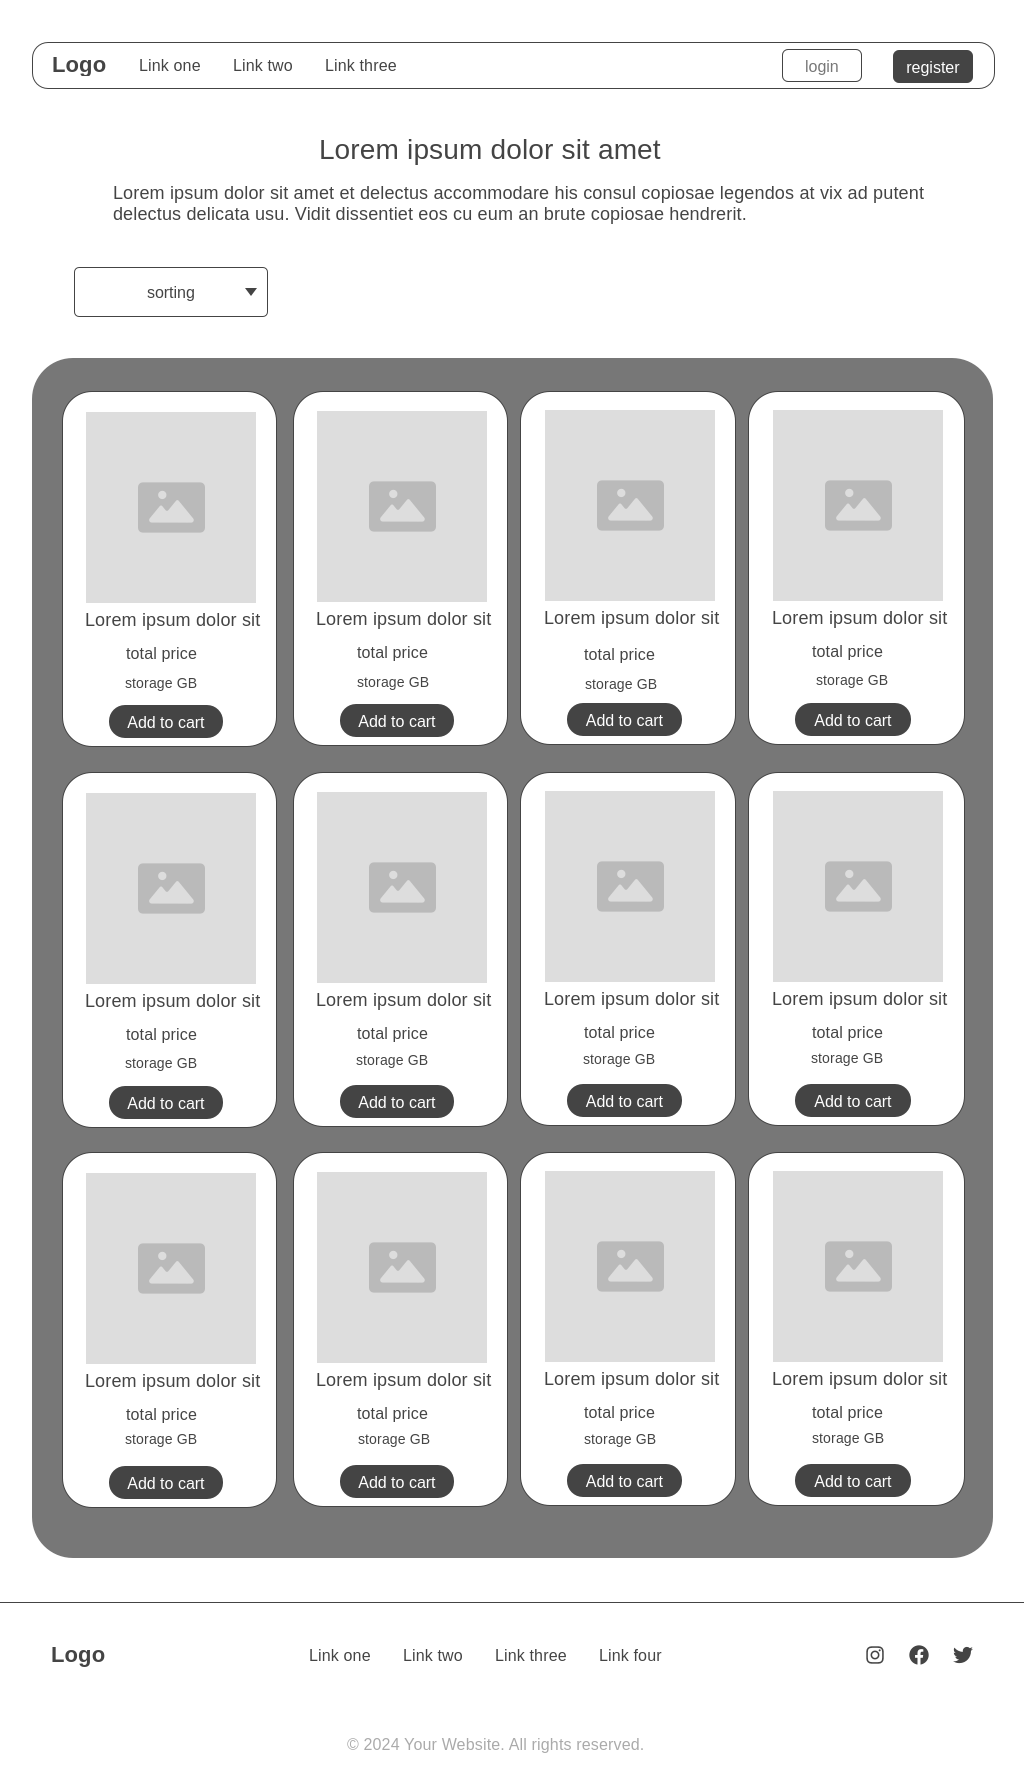 Logo Link one Link two Link three login register
Lorem ipsum dolor sit amet
Lorem ipsum dolor sit amet et delectus accommodare his consul copiosae legendos at vix ad putent
delectus delicata usu. Vidit dissentiet eos cu eum an brute copiosae hendrerit.
sorting
Lorem ipsum dolor sit Lorem ipsum dolor sit Lorem ipsum dolor sit Lorem ipsum dolor sit
total price total price total price total price
storage GB storage GB storage GB storage GB
Add to cart Add to cart Add to cart Add to cart
Lorem ipsum dolor sit Lorem ipsum dolor sit Lorem ipsum dolor sit Lorem ipsum dolor sit
total price total price total price total price
storage GB storage GB storage GB storage GB
Add to cart Add to cart Add to cart Add to cart
Lorem ipsum dolor sit Lorem ipsum dolor sit Lorem ipsum dolor sit Lorem ipsum dolor sit
total price total price total price total price
storage GB storage GB storage GB storage GB
Add to cart Add to cart Add to cart Add to cart
Logo Link one Link two Link three Link four
© 2024 Your Website. All rights reserved.